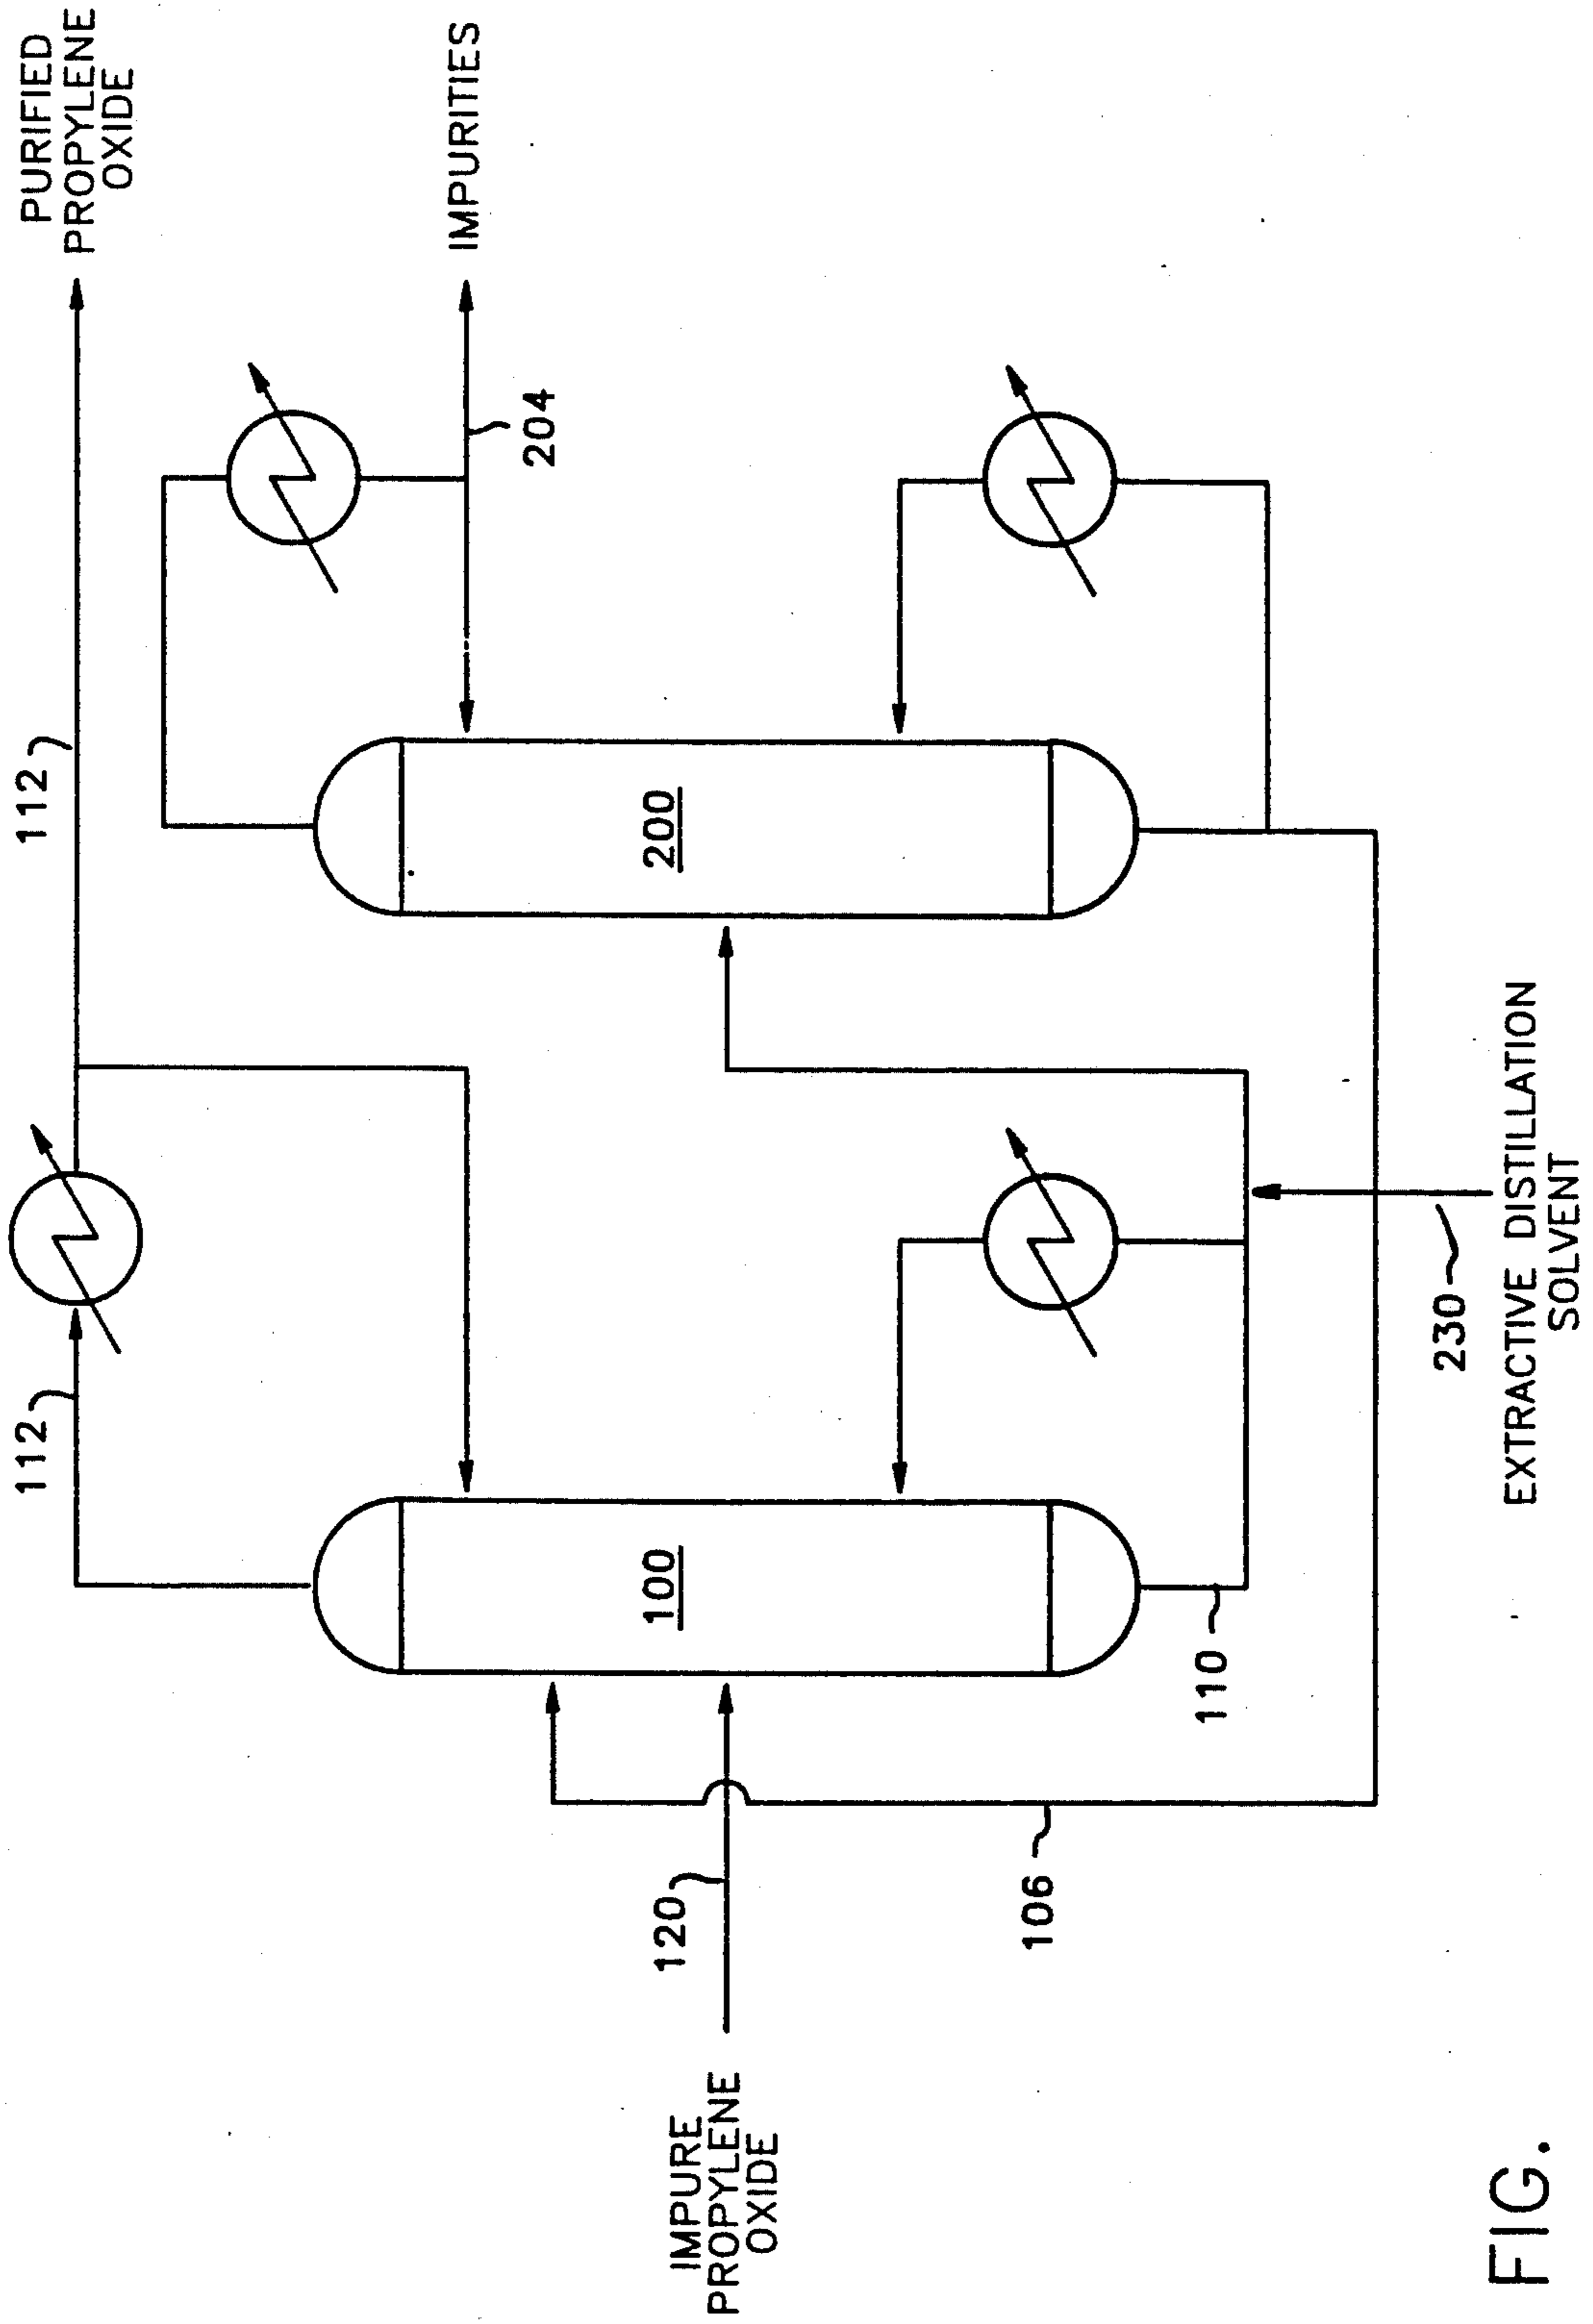 PURIFIED
PROPYLENE
OXIDE
112
112
IMPURITIES
204
100
200
120
IMPURE
PROPYLENE
OXIDE
106
110
230
EXTRACTIVE DISTILLATION
SOLVENT
FIG.